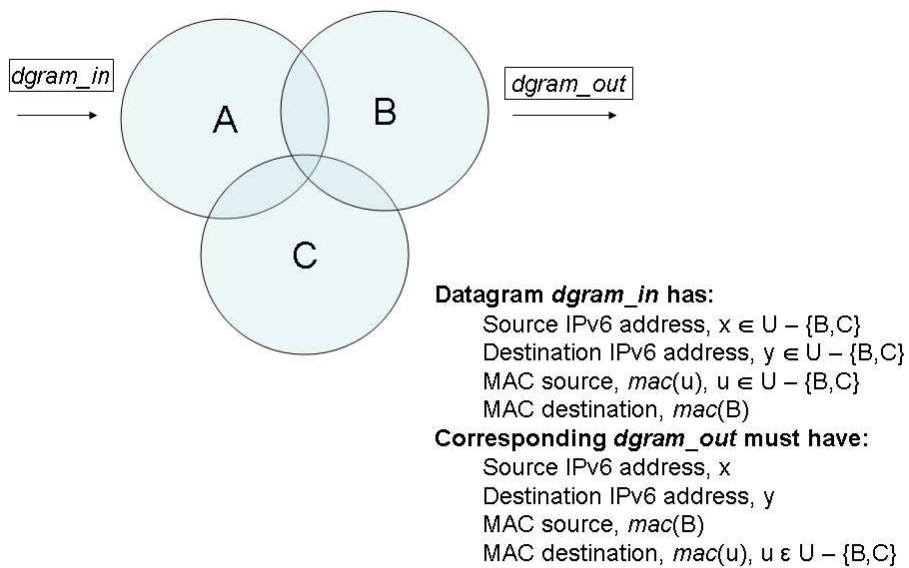 dgram_in
dgram_out
A
B
C
Datagram dgram_in has:
Source IPv6 address, x ∈ U – {B,C}
Destination IPv6 address, y ∈ U – {B,C}
MAC source, mac(u), u ∈ U – {B,C}
MAC destination, mac(B)
Corresponding dgram_out must have:
Source IPv6 address, x
Destination IPv6 address, y
MAC source, mac(B)
MAC destination, mac(u), u ε U – {B,C}